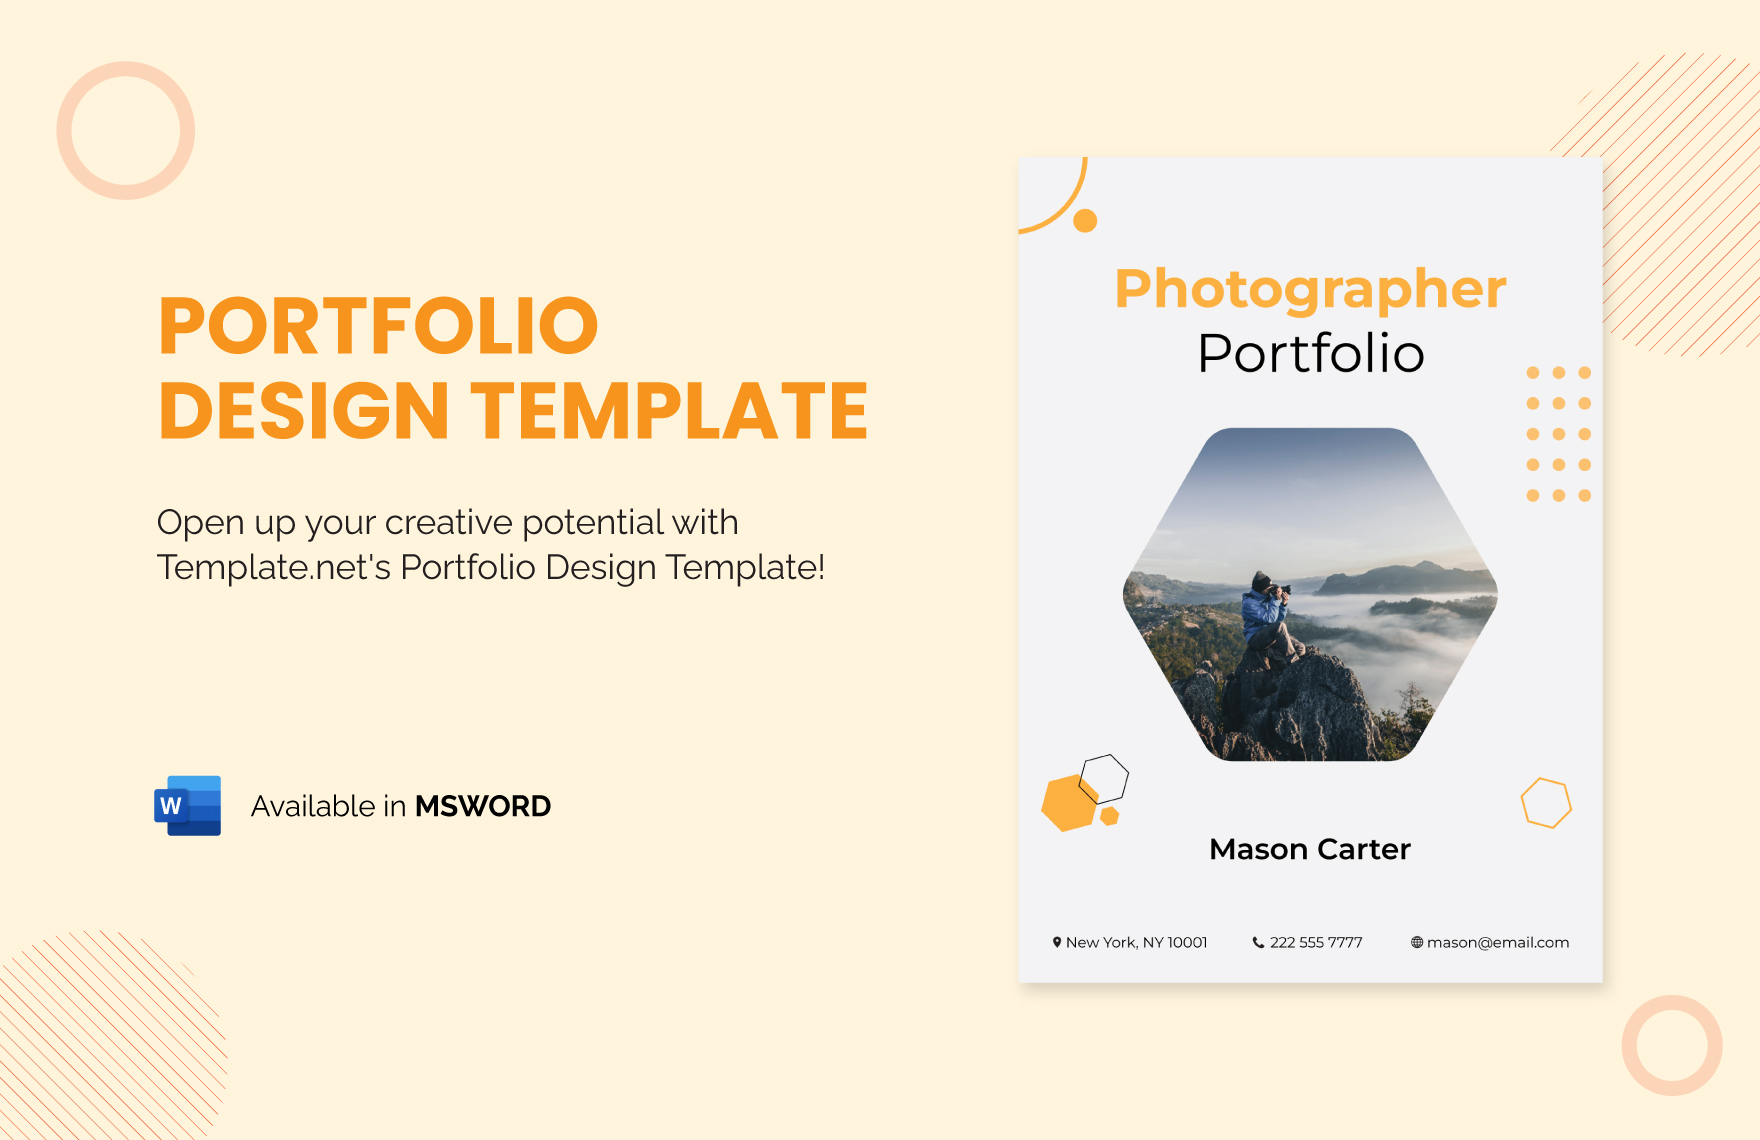 PORTFOLIO
DESIGN TEMPLATE
Open up your creative potential with
Template.net's Portfolio Design Template!
W
Available in MSWORD
Photographer
Portfolio
Mason Carter
New York, NY 10001
222 555 7777
mason@email.com